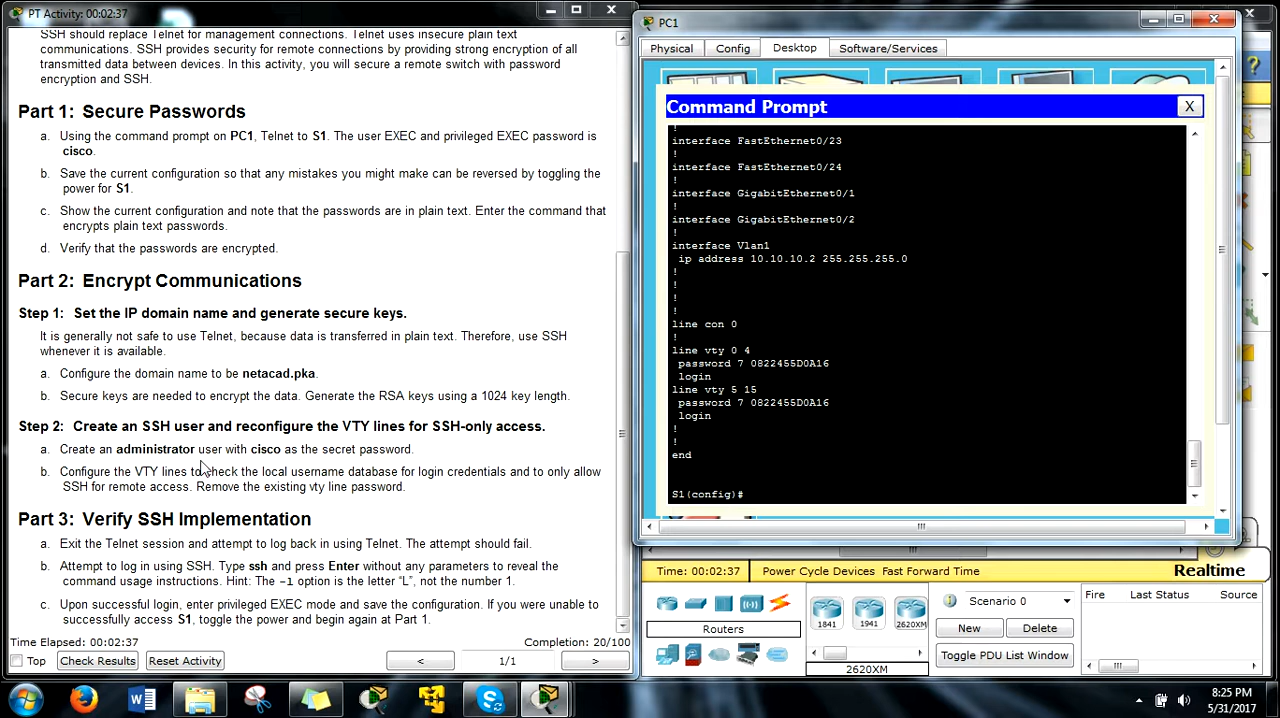 PT Activity: 00:02:37
SSH should replace Telnet for management connections. Telnet uses insecure plain text
communications. SSH provides security for remote connections by providing strong encryption of all
transmitted data between devices. In this activity, you will secure a remote switch with password
encryption and SSH.
Part 1: Secure Passwords
a. Using the command prompt on PC1, Telnet to S1. The user EXEC and privileged EXEC password is
cisco.
b. Save the current configuration so that any mistakes you might make can be reversed by toggling the
power for S1.
c. Show the current configuration and note that the passwords are in plain text. Enter the command that
encrypts plain text passwords.
d. Verify that the passwords are encrypted.
Part 2: Encrypt Communications
Step 1: Set the IP domain name and generate secure keys.
It is generally not safe to use Telnet, because data is transferred in plain text. Therefore, use SSH
whenever it is available.
a. Configure the domain name to be netacad.pka.
b. Secure keys are needed to encrypt the data. Generate the RSA keys using a 1024 key length.
Step 2: Create an SSH user and reconfigure the VTY lines for SSH-only access.
a. Create an administrator user with cisco as the secret password.
b. Configure the VTY lines to check the local username database for login credentials and to only allow
SSH for remote access. Remove the existing vty line password.
Part 3: Verify SSH Implementation
a. Exit the Telnet session and attempt to log back in using Telnet. The attempt should fail.
b. Attempt to log in using SSH. Type ssh and press Enter without any parameters to reveal the
command usage instructions. Hint: The -l option is the letter “L”, not the number 1.
c. Upon successful login, enter privileged EXEC mode and save the configuration. If you were unable to
successfully access S1, toggle the power and begin again at Part 1.
Time Elapsed: 00:02:37
Completion: 20/100
Top
Check Results
Reset Activity
<
1/1
>
PC1
Physical
Config
Desktop
Software/Services
Command Prompt
X
!
interface FastEthernet0/23
!
interface FastEthernet0/24
!
interface GigabitEthernet0/1
!
interface GigabitEthernet0/2
!
interface Vlan1
ip address 10.10.10.2 255.255.255.0
!
!
!
!
line con 0
!
line vty 0 4
password 7 0822455D0A16
login
line vty 5 15
password 7 0822455D0A16
login
!
!
end
S1(config)#
Time: 00:02:37
Power Cycle Devices Fast Forward Time
Realtime
Routers
1841
1941
2620XM
2620XM
Scenario 0
New
Delete
Toggle PDU List Window
Fire
Last Status
Source
8:25 PM
5/31/2017